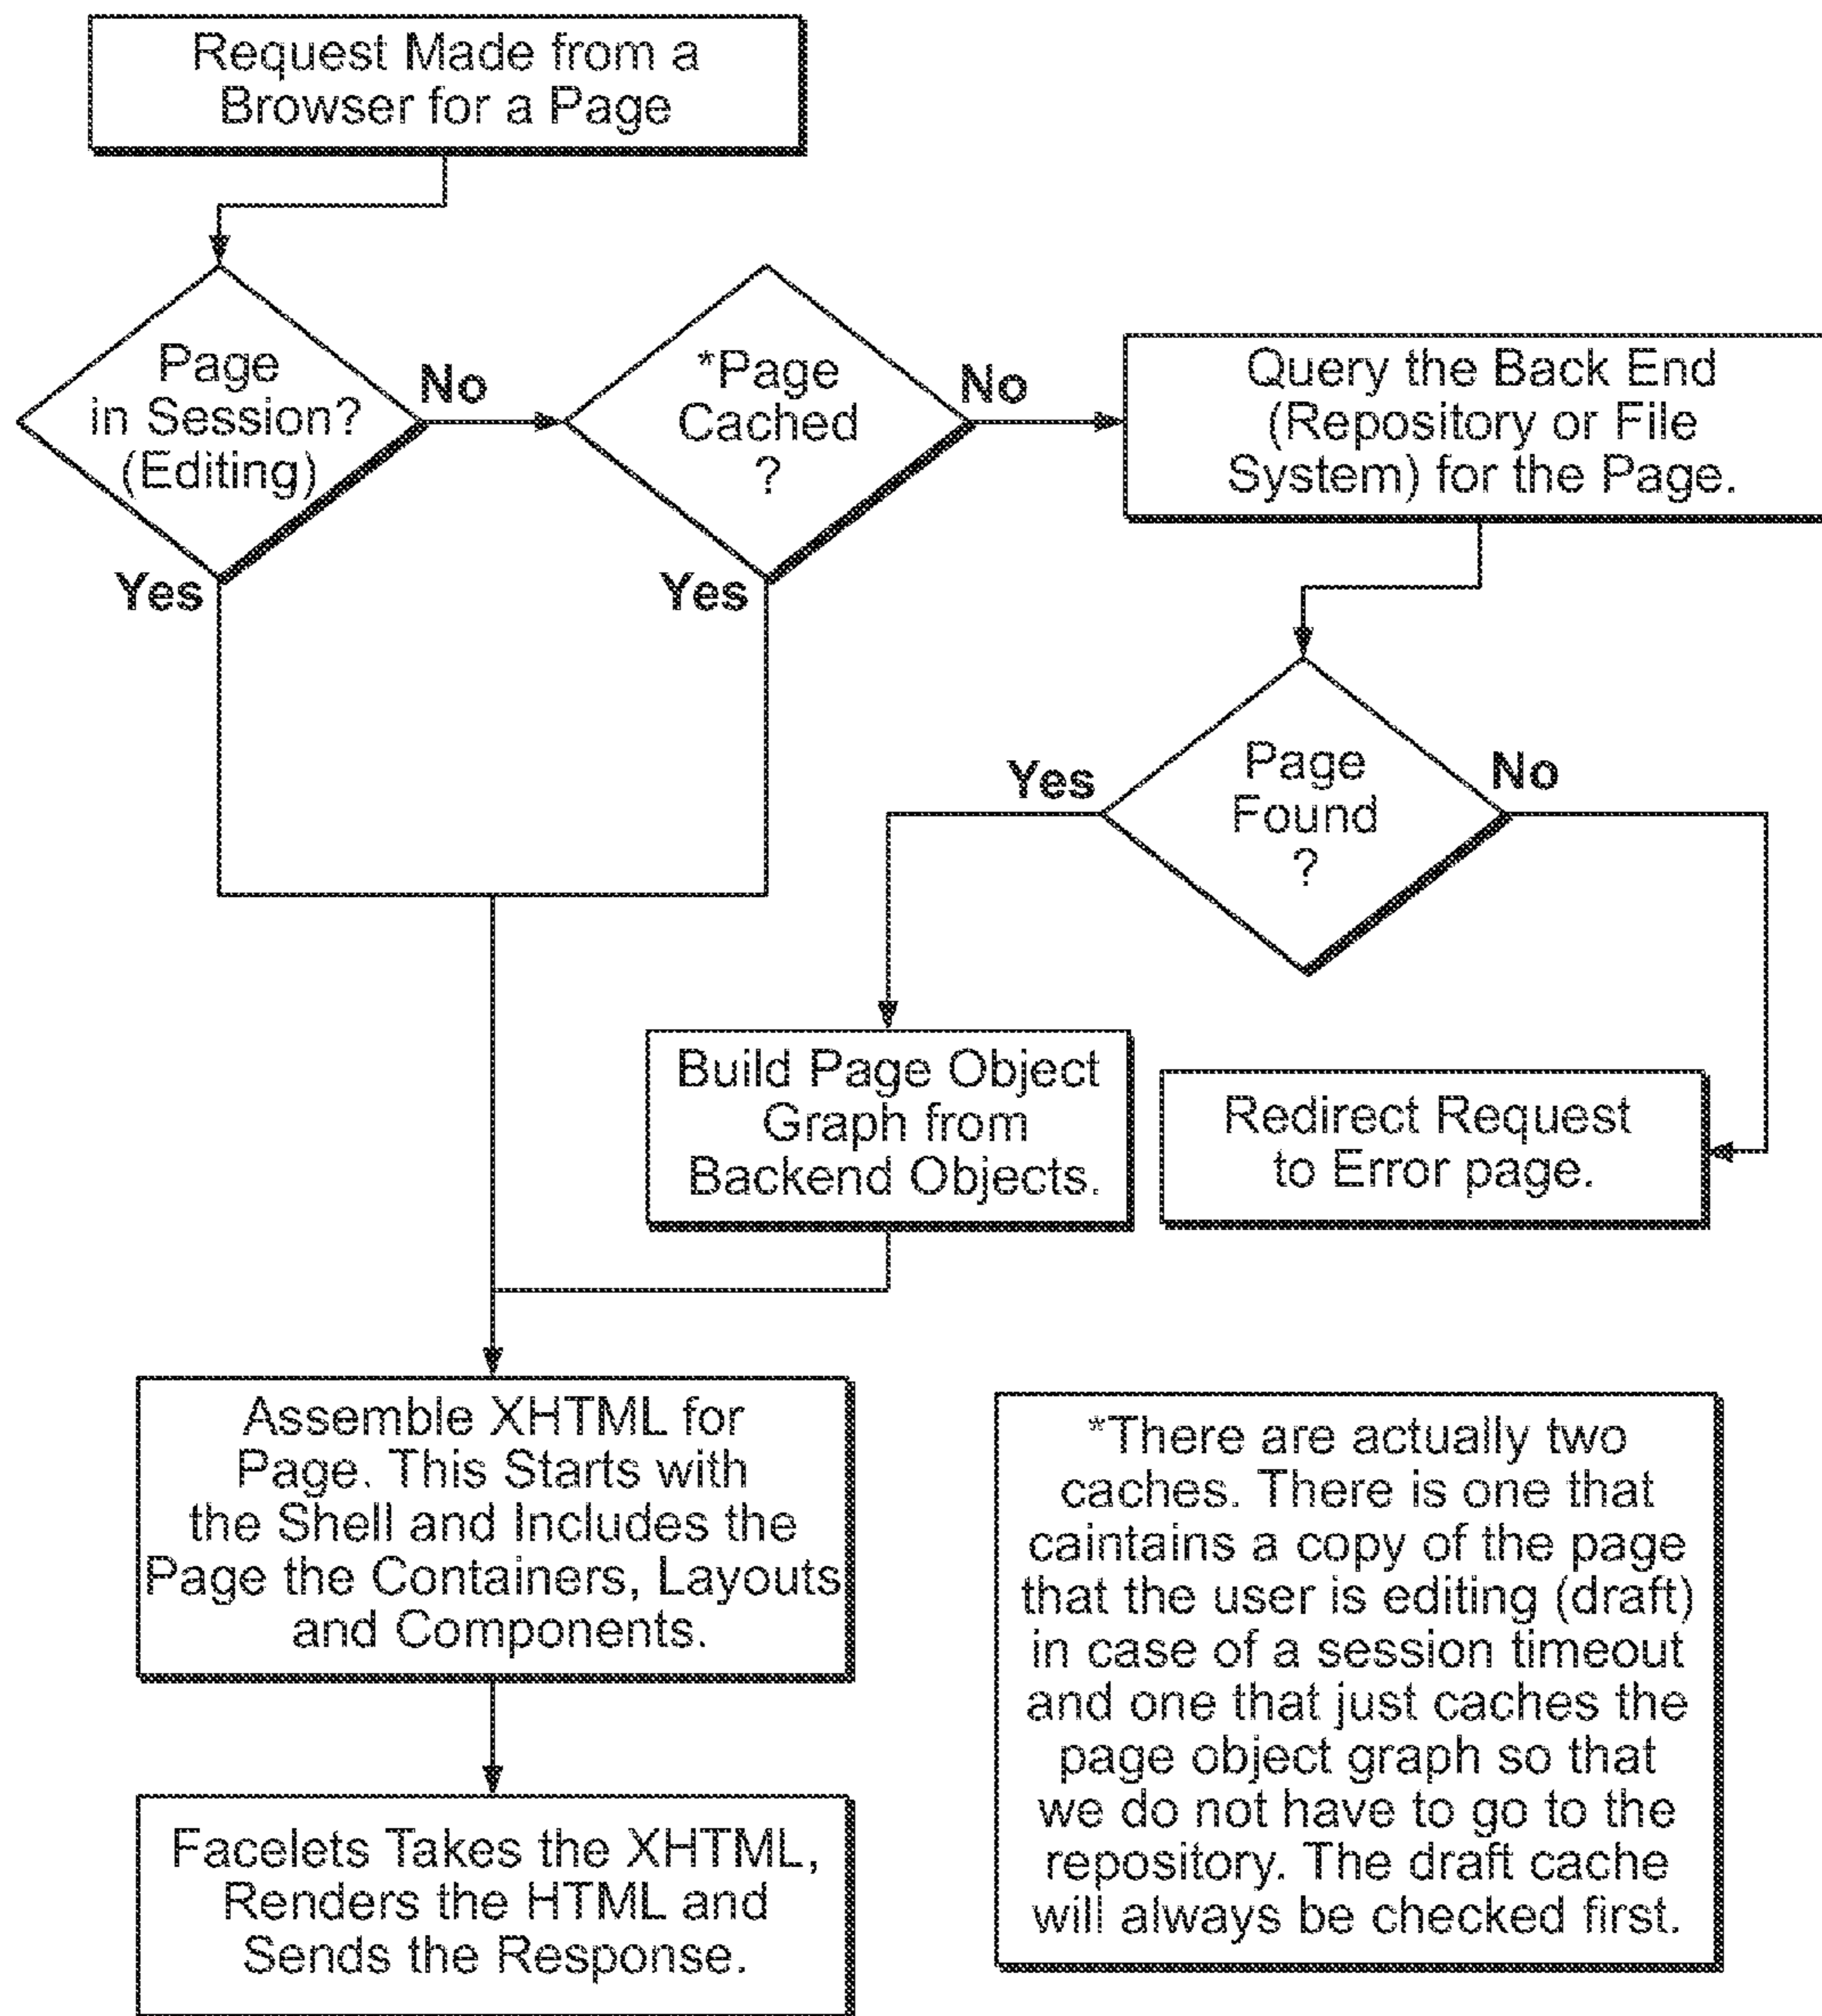 Request Made from a
Browser for a Page
Page
in Session?
(Editing)
No
Yes
*Page
Cached
?
No
Yes
Query the Back End
(Repository or File
System) for the Page.
Page
Found
?
Yes
No
Build Page Object
Graph from
Backend Objects.
Redirect Request
to Error page.
Assemble XHTML for
Page. This Starts with
the Shell and Includes the
Page the Containers, Layouts
and Components.
Facelets Takes the XHTML,
Renders the HTML and
Sends the Response.
*There are actually two
caches. There is one that
caintains a copy of the page
that the user is editing (draft)
in case of a session timeout
and one that just caches the
page object graph so that
we do not have to go to the
repository. The draft cache
will always be checked first.